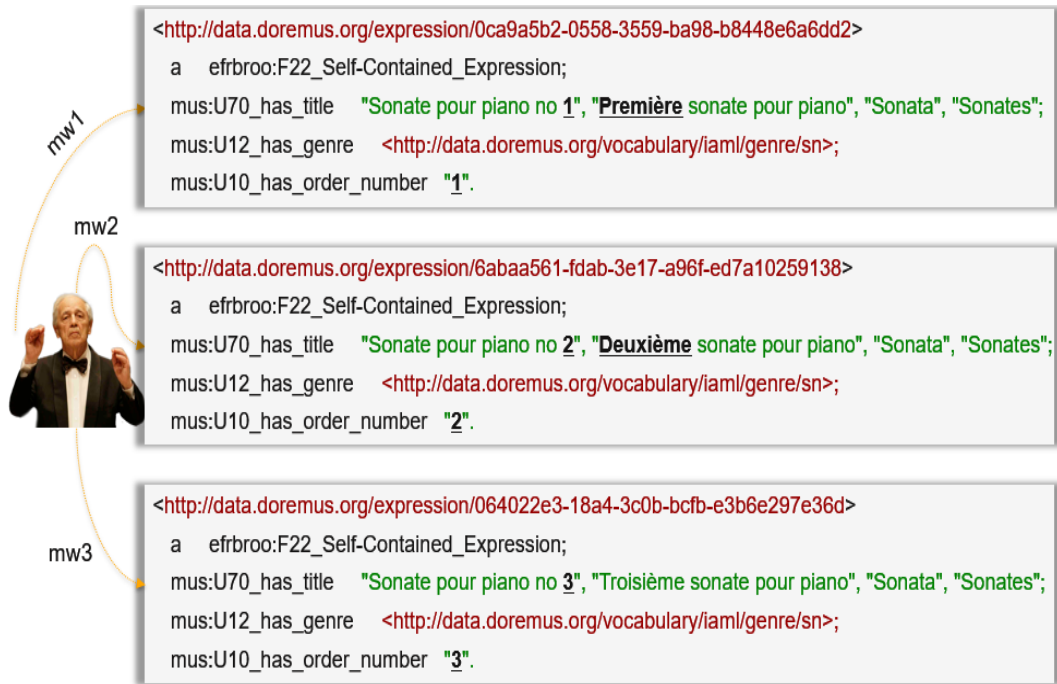 <http://data.doremus.org/expression/0ca9a5b2-0558-3559-ba98-b8448e6a6dd2>
a efrbroo:F22_Self-Contained_Expression;
mus:U70_has_title "Sonate pour piano no 1", "Première sonate pour piano", "Sonata", "Sonates";
mus:U12_has_genre <http://data.doremus.org/vocabulary/iaml/genre/sn>;
mus:U10_has_order_number "1".
mw1
mw2
<http://data.doremus.org/expression/6abaa561-fdab-3e17-a96f-ed7a10259138>
a efrbroo:F22_Self-Contained_Expression;
mus:U70_has_title "Sonate pour piano no 2", "Deuxième sonate pour piano", "Sonata", "Sonates";
mus:U12_has_genre <http://data.doremus.org/vocabulary/iaml/genre/sn>;
mus:U10_has_order_number "2".
<http://data.doremus.org/expression/064022e3-18a4-3c0b-bcfb-e3b6e297e36d>
a efrbroo:F22_Self-Contained_Expression;
mw3
mus:U70_has_title "Sonate pour piano no 3", "Troisième sonate pour piano", "Sonata", "Sonates";
mus:U12_has_genre <http://data.doremus.org/vocabulary/iaml/genre/sn>;
mus:U10_has_order_number "3".